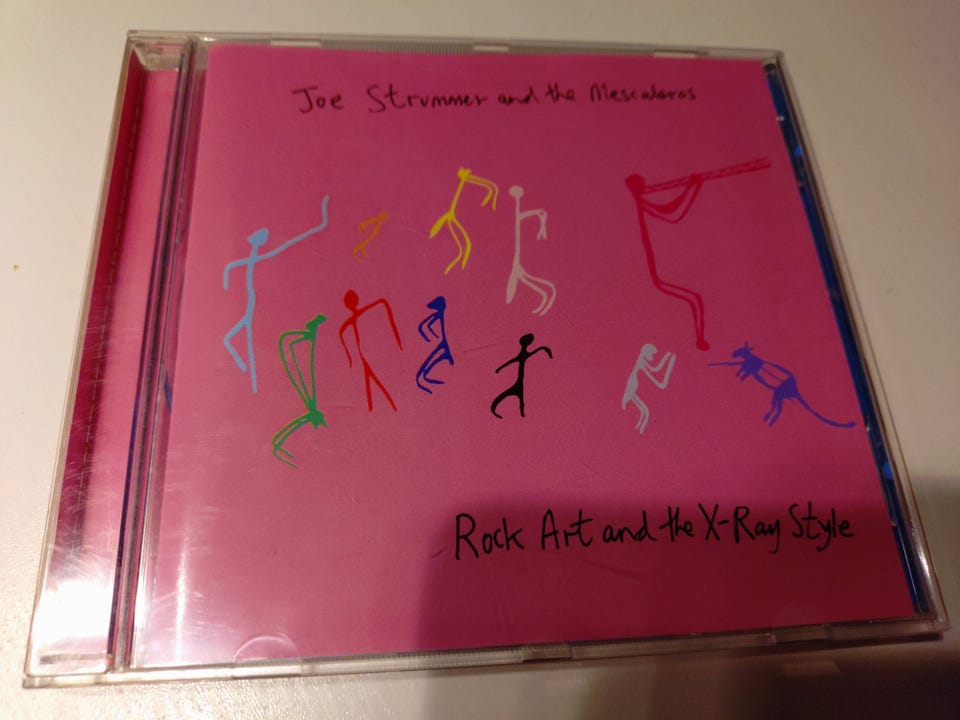 Joe Strummer and the Mescaleros
Rock Art and the X-Ray Style